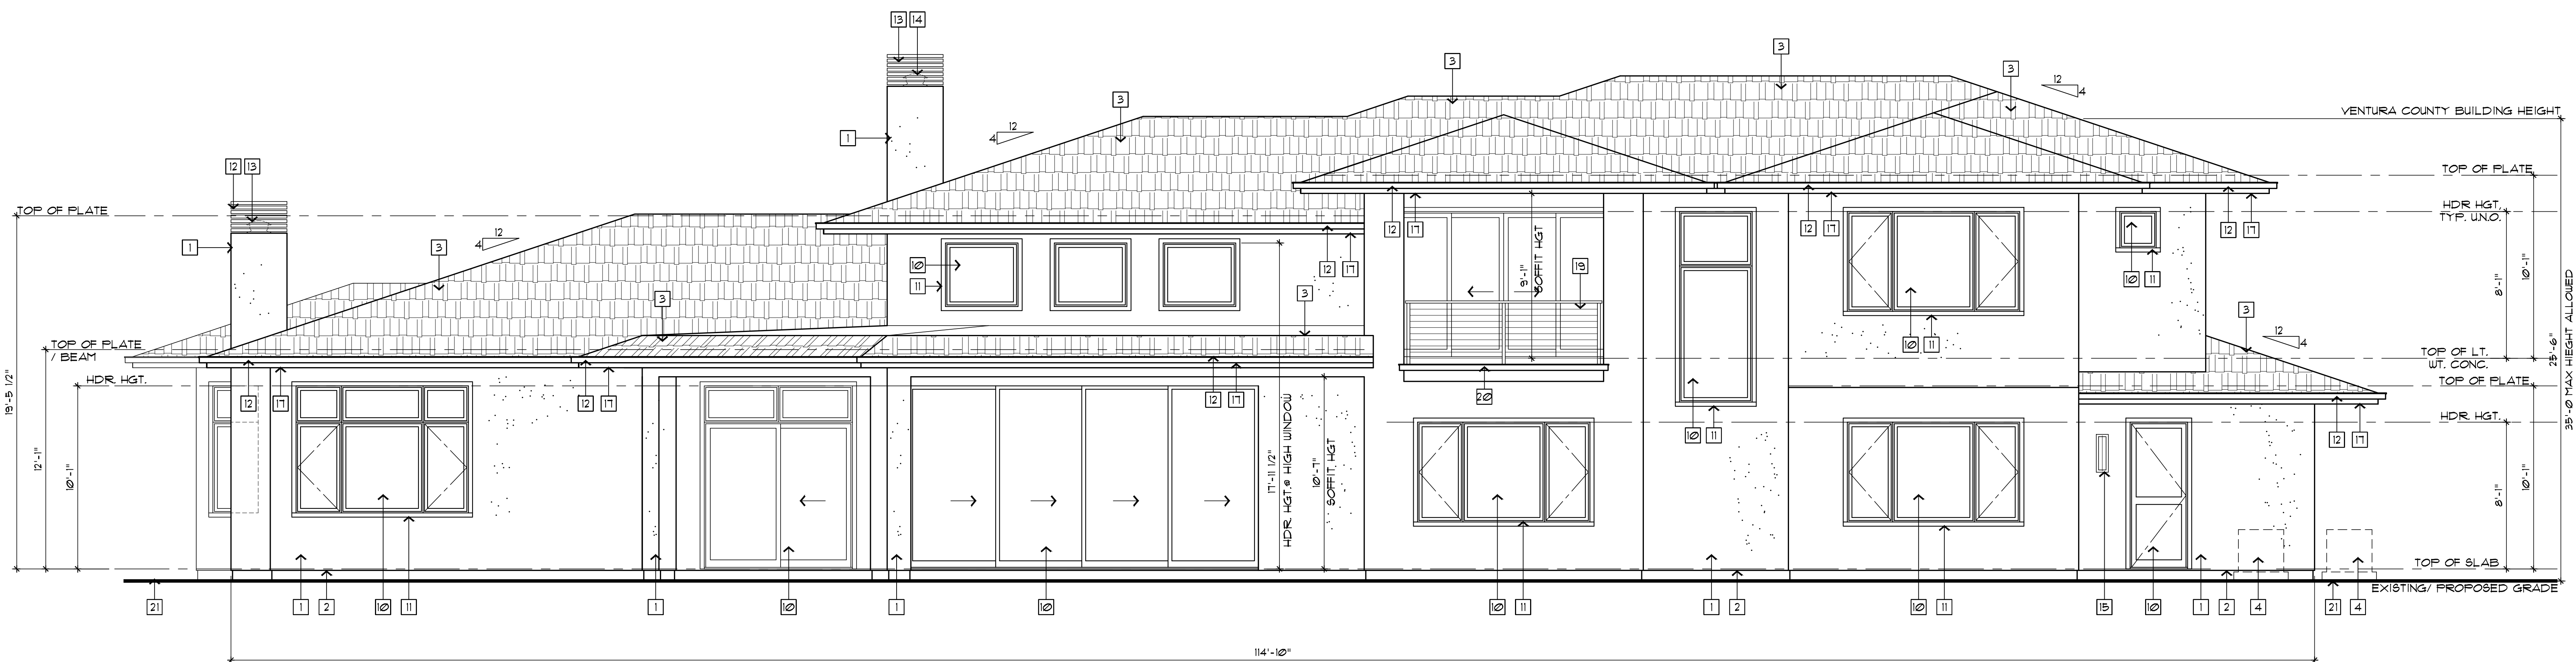 13 14
3
3
3
12
4
VENTURA COUNTY BUILDING HEIGHT
3
12
4
1
12 13
TOP OF PLATE
TOP OF PLATE
HDR HGT.
TYP. U.N.O.
1
3
12
4
12 17
12 17
12 17
12 17
9'-1"
SOFFIT HGT
19
10
11
10 11
3
3
3
12
4
8'-1"
10'-1"
25'-6"
35'-0 MAX HIEGHT ALLOWED
TOP OF PLATE
/ BEAM
10 11
TOP OF LT.
WT. CONC.
TOP OF PLATE
HDR HGT.
12 17
12 17
12 17
20
10 11
HDR HGT.
12 17
19'-5 1/2"
12'-1"
10'-1"
17'-11 1/2"
HDR HGT.@ HIGH WINDOW
10'-7"
SOFFIT. HGT
8'-1"
10'-1"
TOP OF SLAB
EXISTING/ PROPOSED GRADE
21
1 2 10 11
1
10
1
10
10 11
1 2
10 11
15 10 1 2 4
21 4
114'-10"